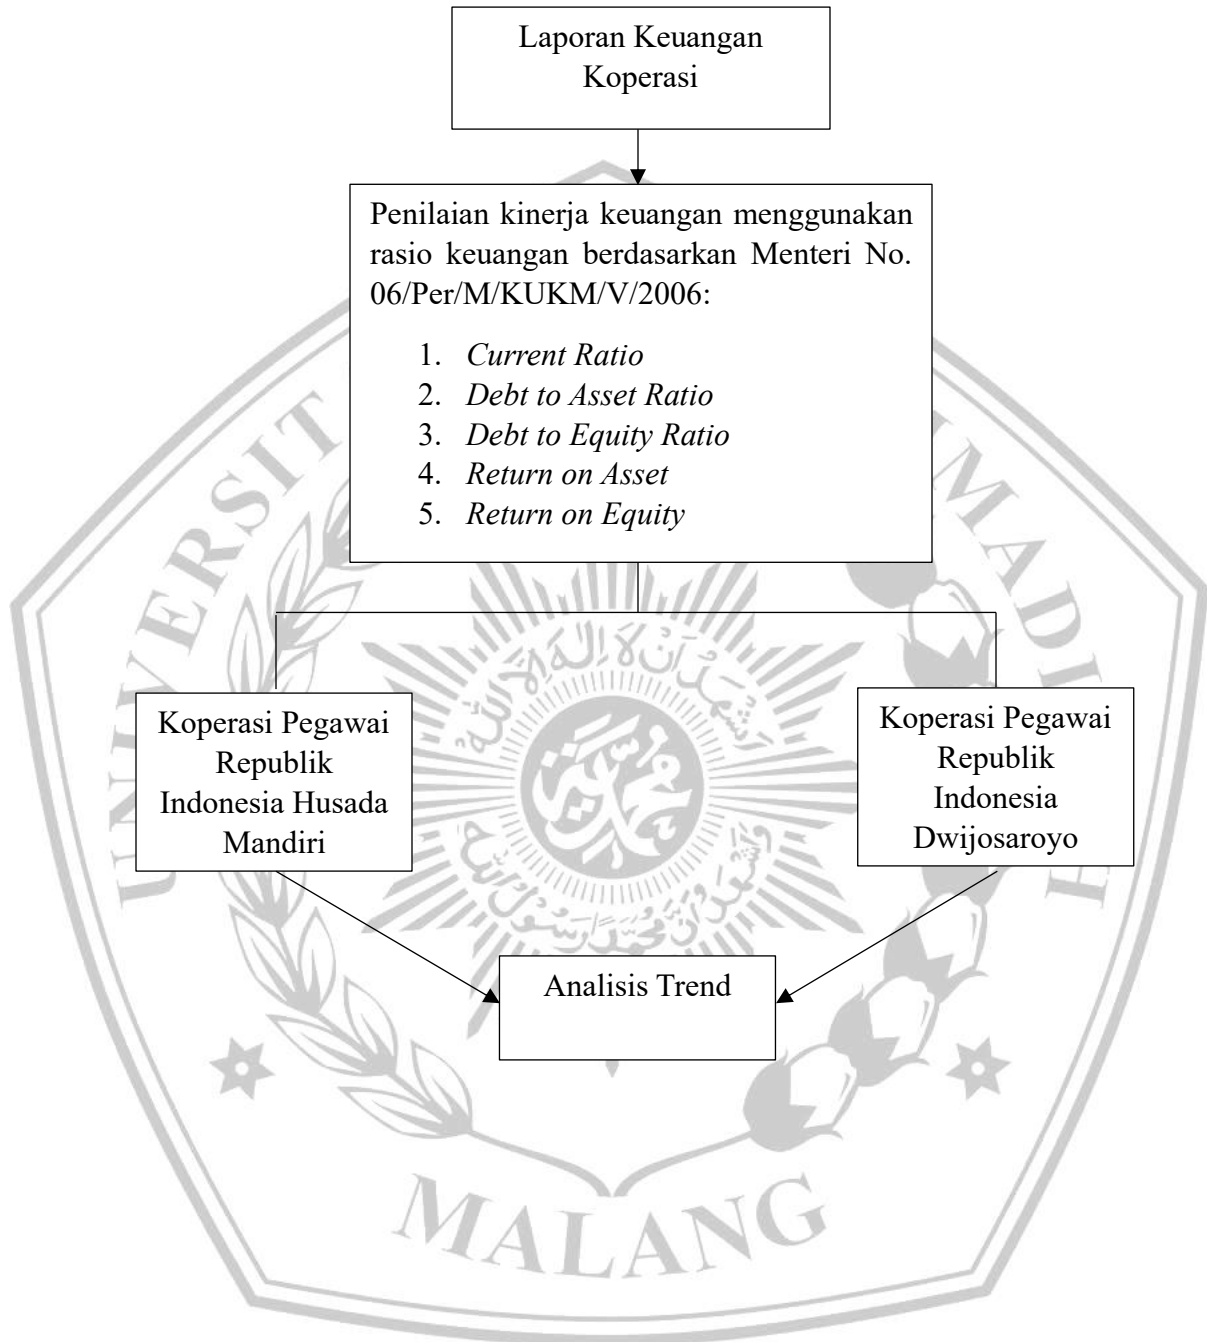 Laporan Keuangan
Koperasi
Penilaian kinerja keuangan menggunakan
rasio keuangan berdasarkan Menteri No.
06/Per/M/KUKM/V/2006:
1. Current Ratio
2. Debt to Asset Ratio
3. Debt to Equity Ratio
4. Return on Asset
5. Return on Equity
Koperasi Pegawai
Republik
Indonesia Husada
Mandiri
Koperasi Pegawai
Republik
Indonesia
Dwijosaroyo
Analisis Trend
UNIVERSIT
MALANG